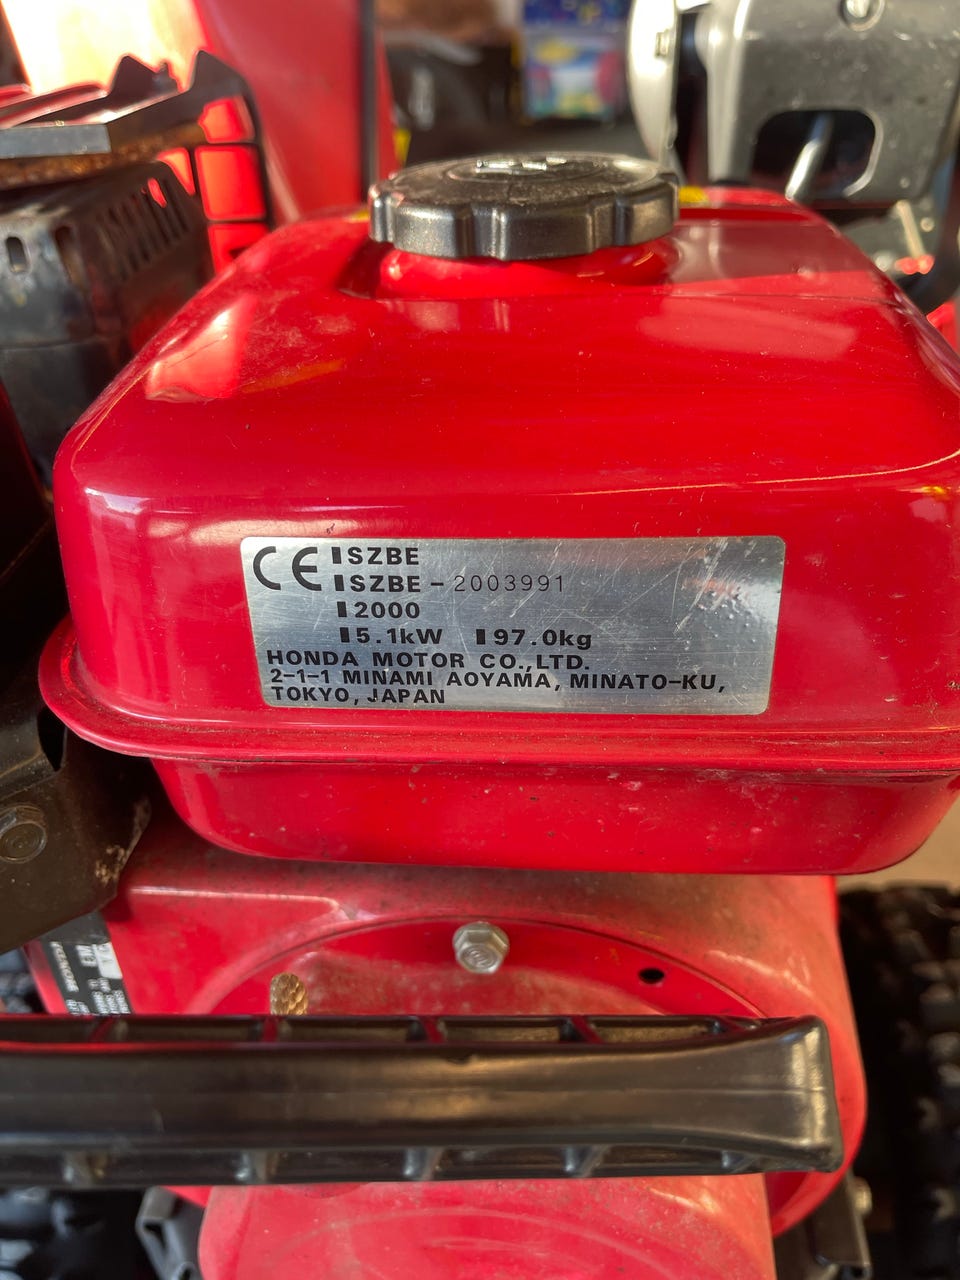 CE ▮SZBE
▮SZBE-2003991
▮2000
▮5.1kW ▮97.0kg
HONDA MOTOR CO.,LTD.
2-1-1 MINAMI AOYAMA, MINATO-KU,
TOKYO, JAPAN